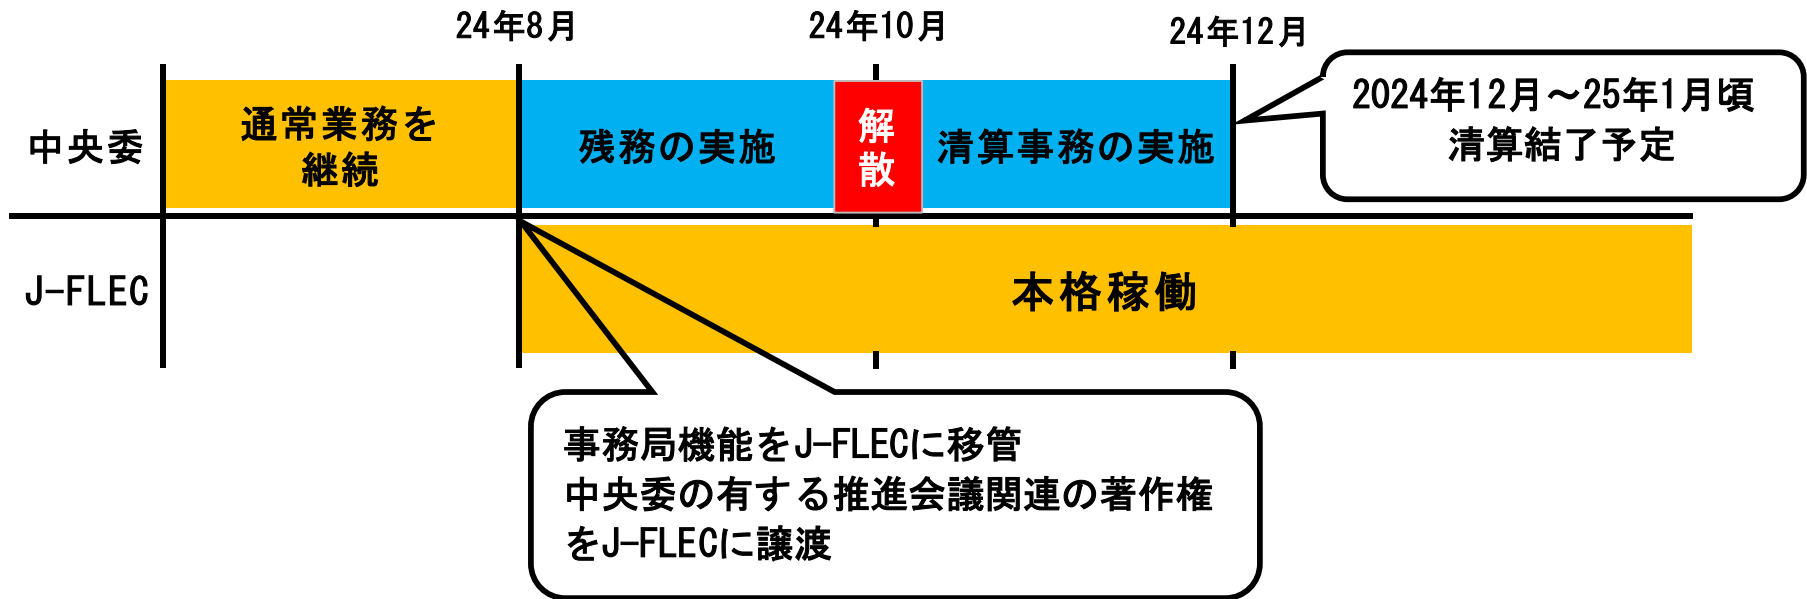 24年8月
24年10月
24年12月
中央委
通常業務を
継続
残務の実施
解
散
清算事務の実施
2024年12月～25年1月頃
清算結了予定
J-FLEC
本格稼働
事務局機能をJ-FLECに移管
中央委の有する推進会議関連の著作権
をJ-FLECに譲渡